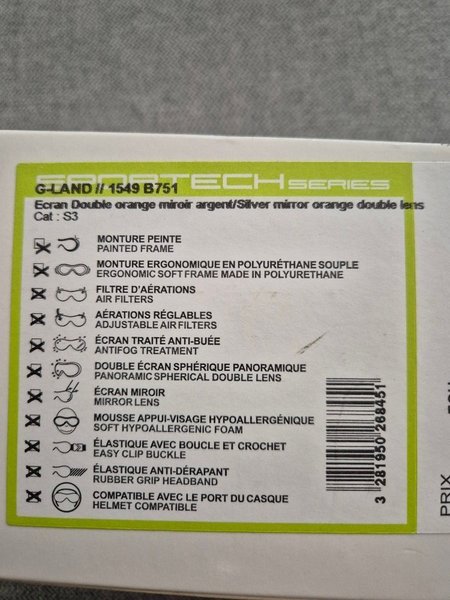 SPORTECH SERIES
G-LAND // 1549 B751
Ecran Double orange miroir argent/Silver mirror orange double lens
Cat : S3
MONTURE PEINTE
PAINTED FRAME
MONTURE ERGONOMIQUE EN POLYURÉTHANE SOUPLE
ERGONOMIC SOFT FRAME MADE IN POLYURETHANE
FILTRE D'AÉRATIONS
AIR FILTERS
AÉRATIONS RÉGLABLES
ADJUSTABLE AIR FILTERS
ÉCRAN TRAITÉ ANTI-BUÉE
ANTIFOG TREATMENT
DOUBLE ÉCRAN SPHÉRIQUE PANORAMIQUE
PANORAMIC SPHERICAL DOUBLE LENS
ÉCRAN MIROIR
MIRROR LENS
MOUSSE APPUI-VISAGE HYPOALLERGÉNIQUE
SOFT HYPOALLERGENIC FOAM
ÉLASTIQUE AVEC BOUCLE ET CROCHET
EASY CLIP BUCKLE
ÉLASTIQUE ANTI-DÉRAPANT
RUBBER GRIP HEADBAND
COMPATIBLE AVEC LE PORT DU CASQUE
HELMET COMPATIBLE
3 281950 268451
PRIX